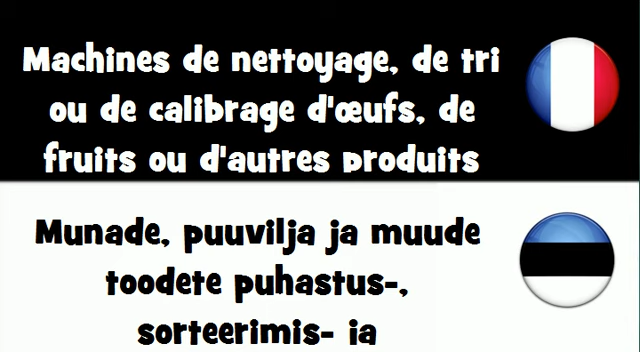 Machines de nettoyage, de tri
ou de calibrage d'œufs, de
fruits ou d'autres produits
Munade, puuvilja ja muude
toodete puhastus-,
sorteerimis- ja